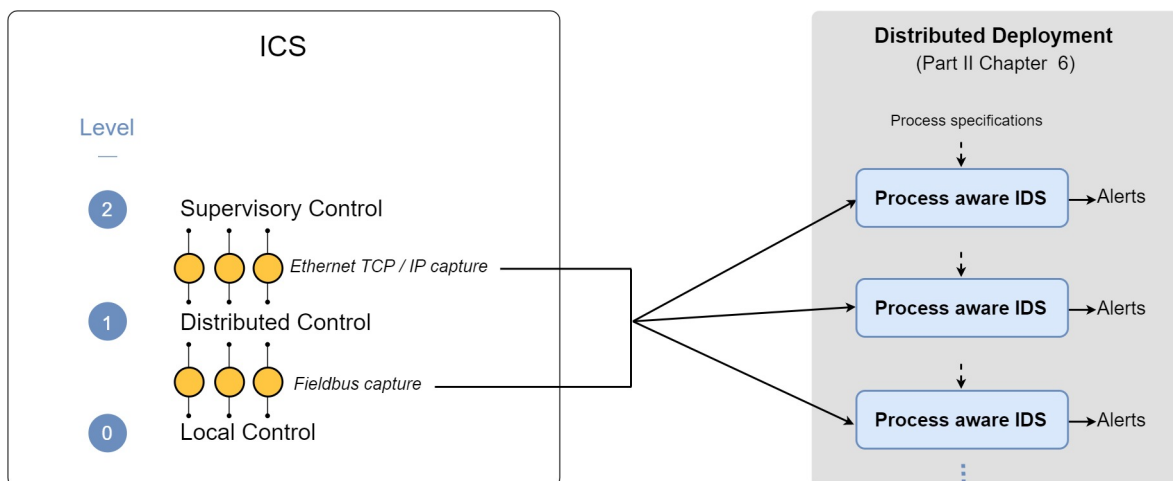 ICS
Level
2
Supervisory Control
Ethernet TCP / IP capture
1
Distributed Control
Fieldbus capture
0
Local Control
Distributed Deployment
(Part II Chapter 6)
Process specifications
Process aware IDS
Alerts
Process aware IDS
Alerts
Process aware IDS
Alerts